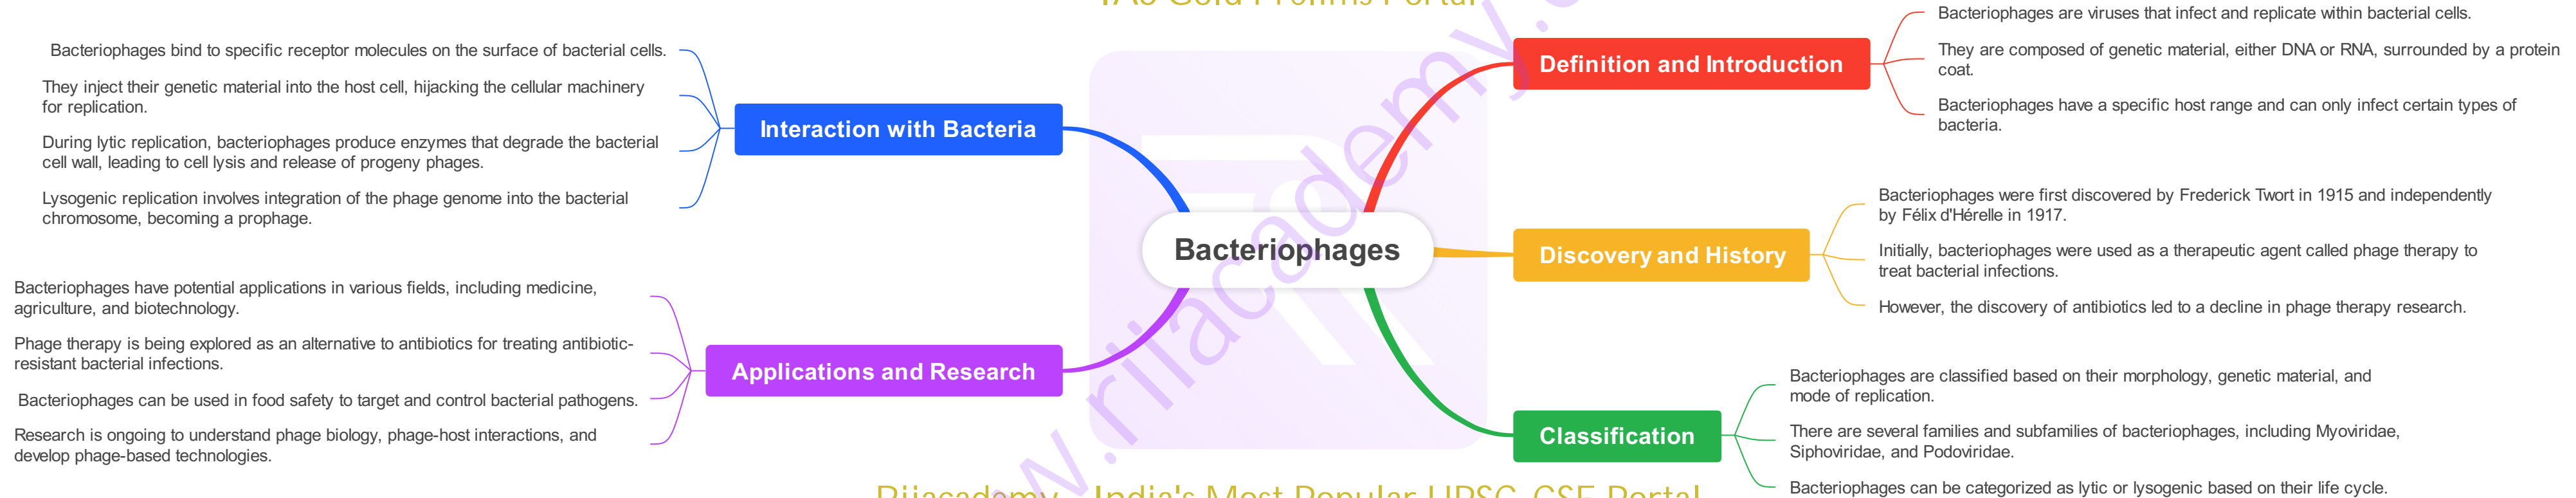 IAS Gold Prelims Portal
Bacteriophages
Definition and Introduction
Bacteriophages are viruses that infect and replicate within bacterial cells.
They are composed of genetic material, either DNA or RNA, surrounded by a protein
coat.
Bacteriophages have a specific host range and can only infect certain types of
bacteria.
Discovery and History
Bacteriophages were first discovered by Frederick Twort in 1915 and independently
by Félix d'Hérelle in 1917.
Initially, bacteriophages were used as a therapeutic agent called phage therapy to
treat bacterial infections.
However, the discovery of antibiotics led to a decline in phage therapy research.
Classification
Bacteriophages are classified based on their morphology, genetic material, and
mode of replication.
There are several families and subfamilies of bacteriophages, including Myoviridae,
Siphoviridae, and Podoviridae.
Bacteriophages can be categorized as lytic or lysogenic based on their life cycle.
Interaction with Bacteria
Bacteriophages bind to specific receptor molecules on the surface of bacterial cells.
They inject their genetic material into the host cell, hijacking the cellular machinery
for replication.
During lytic replication, bacteriophages produce enzymes that degrade the bacterial
cell wall, leading to cell lysis and release of progeny phages.
Lysogenic replication involves integration of the phage genome into the bacterial
chromosome, becoming a prophage.
Applications and Research
Bacteriophages have potential applications in various fields, including medicine,
agriculture, and biotechnology.
Phage therapy is being explored as an alternative to antibiotics for treating antibiotic-
resistant bacterial infections.
Bacteriophages can be used in food safety to target and control bacterial pathogens.
Research is ongoing to understand phage biology, phage-host interactions, and
develop phage-based technologies.
w.rijacademy.c
Rijacademy - India's Most Popular UPSC-CSE Portal